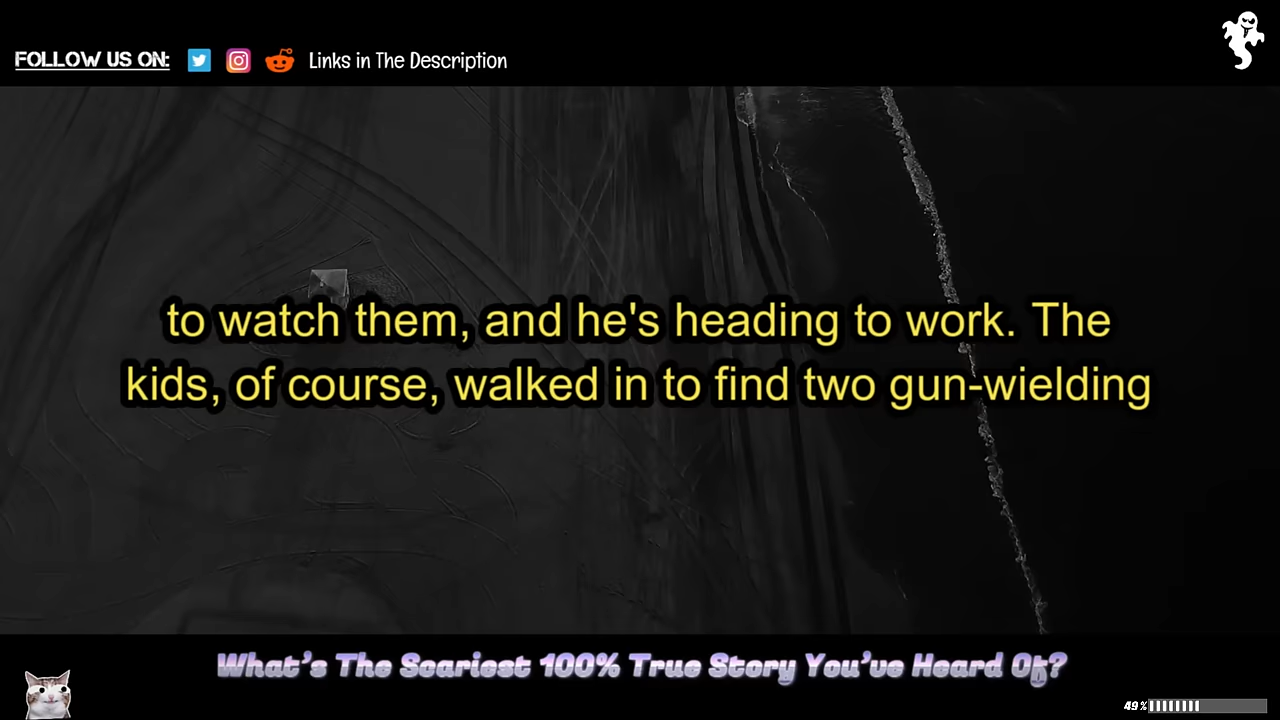 FOLLOW US ON: Links in The Description
to watch them, and he's heading to work. The
kids, of course, walked in to find two gun-wielding
What's The Scariest 100% True Story You've Heard Of?
49%